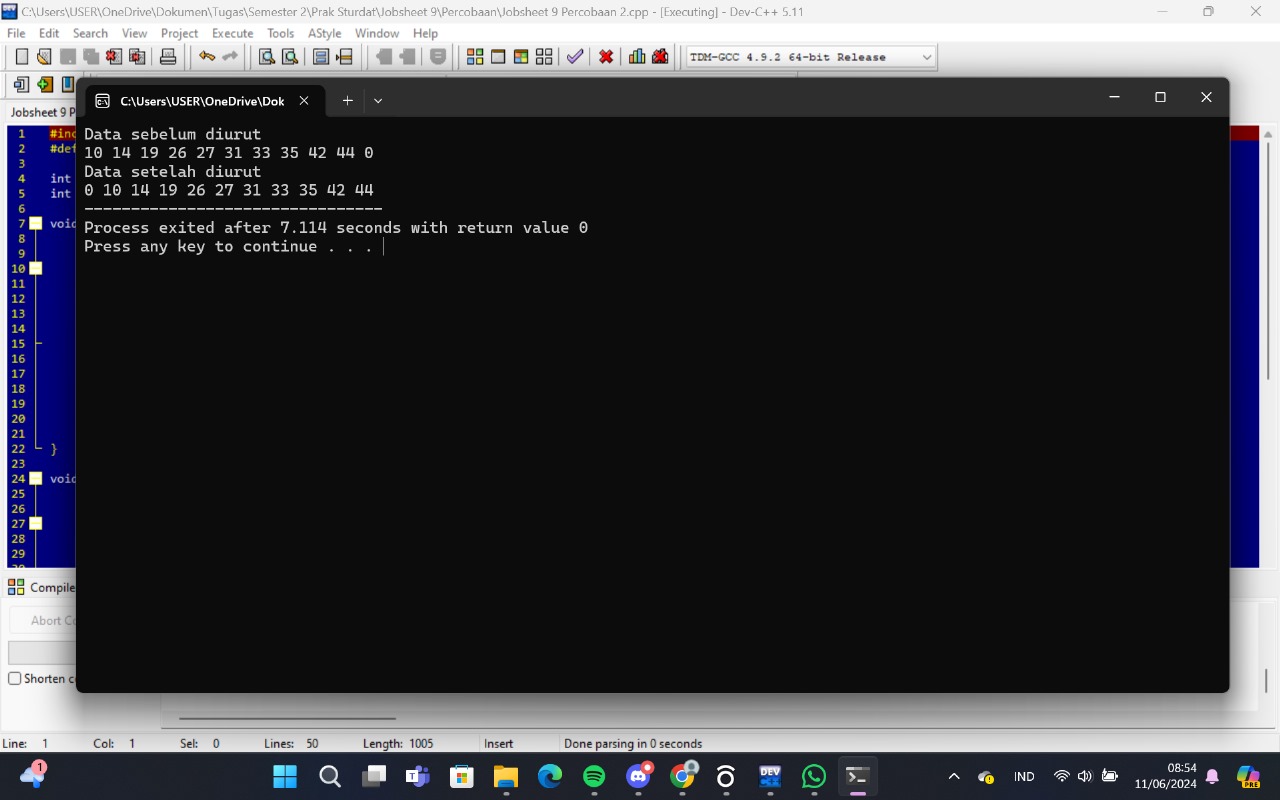 C:\Users\USER\OneDrive\Dokumen\Tugas\Semester 2\Prak Sturdat\Jobsheet 9\Percobaan\Jobsheet 9 Percobaan 2.cpp - [Executing] - Dev-C++ 5.11
File Edit Search View Project Execute Tools AStyle Window Help
TDM-GCC 4.9.2 64-bit Release
C:\Users\USER\OneDrive\Dok
Jobsheet 9 P
Data sebelum diurut
10 14 19 26 27 31 33 35 42 44 0
Data setelah diurut
0 10 14 19 26 27 31 33 35 42 44
--------------------------------
Process exited after 7.114 seconds with return value 0
Press any key to continue . . .
1 #inc
2 #def
3
4 int
5 int
6
7 void
8
9
10
11
12
13
14
15
16
17
18
19
20
21
22 }
23
24 void
25
26
27
28
29
Compile
Abort Co
Shorten c
Line: 1 Col: 1 Sel: 0 Lines: 50 Length: 1005 Insert Done parsing in 0 seconds
1
DEV
IND
08:54
11/06/2024
PRE